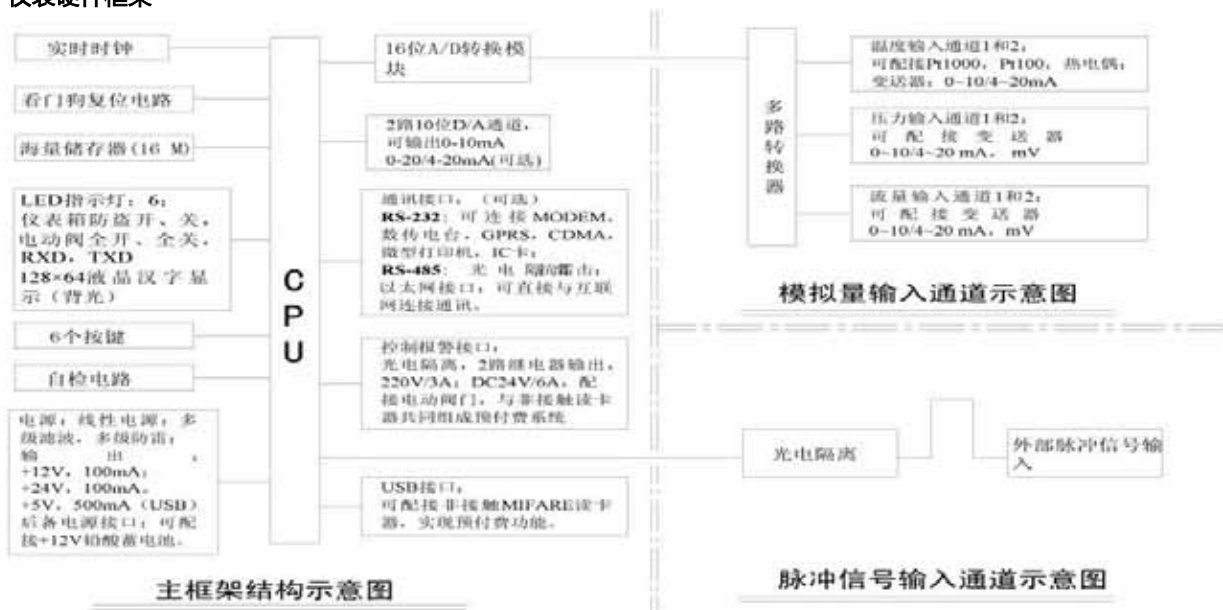 仪表硬件框架
实时时钟
看门狗复位电路
海量储存器(16 M)
LED指示灯：6；
仪表箱防盗开、关，
电动阀全开、全关，
RXD，TXD
128×64液晶汉字显
示（背光）
6个按键
自检电路
电源：线性电源；多
级滤波，多级防雷；
输出：
+12V，100mA；
+24V，100mA。
+5V，500mA（USB）
后备电源接口：可配
接+12V铅酸蓄电池。
CPU
16位A/D转换模
块
2路10位D/A通道，
可输出0-10mA
0-20/4-20mA(可选)
通讯接口：（可选）
RS-232：可连接MODEM，
数传电台，GPRS，CDMA，
微型打印机，IC卡；
RS-485：光电隔离防雷击；
以太网接口：可直接与互联
网连接通讯。
控制报警接口：
光电隔离，2路继电器输出，
220V/3A；DC24V/6A，配
接电动阀门，与非接触读卡
器共同组成预付费系统
USB接口：
可配接非接触MIFARE读卡
器，实现预付费功能。
主框架结构示意图
多路转换器
温度输入通道1和2：
可配接Pt1000，Pt100，热电偶；
变送器：0~10/4~20mA
压力输入通道1和2：
可配接变送器
0~10/4~20 mA，mV
流量输入通道1和2：
可配接变送器
0~10/4~20 mA，mV
模拟量输入通道示意图
光电隔离
外部脉冲信号输
入
脉冲信号输入通道示意图